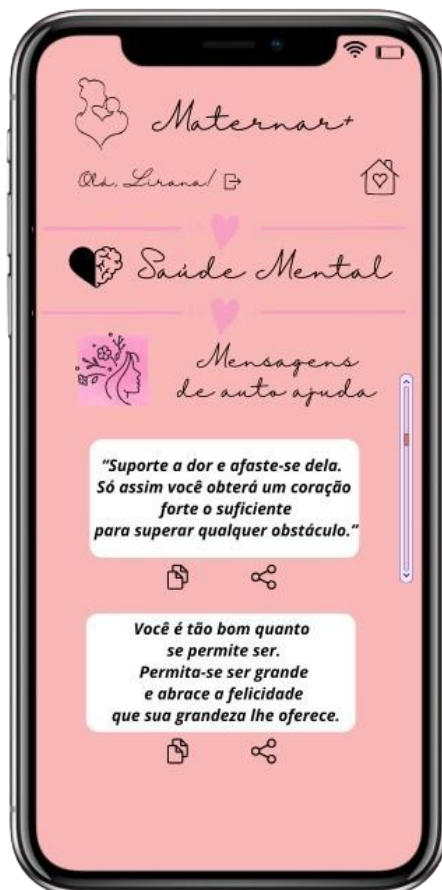 Maternar+
Olá, Lirana!
Saúde Mental
Mensagens
de auto ajuda
“Suporte a dor e afaste-se dela.
Só assim você obterá um coração
forte o suficiente
para superar qualquer obstáculo.”
Você é tão bom quanto
se permite ser.
Permita-se ser grande
e abrace a felicidade
que sua grandeza lhe oferece.